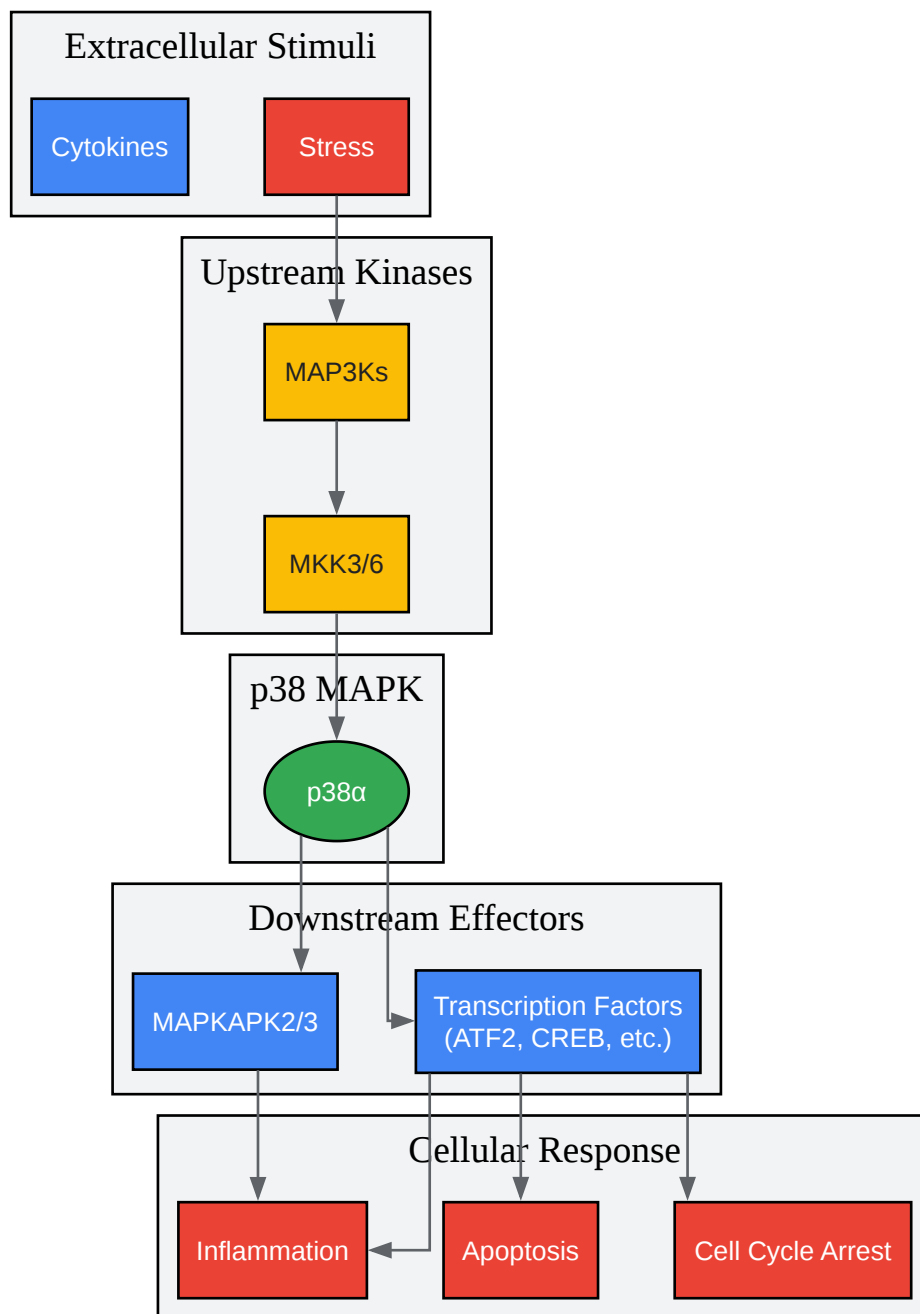 Extracellular Stimuli
Cytokines
Stress
Upstream Kinases
MAP3Ks
MKK3/6
p38 MAPK
p38α
Downstream Effectors
MAPKAPK2/3
Transcription Factors
(ATF2, CREB, etc.)
Cellular Response
Inflammation
Apoptosis
Cell Cycle Arrest